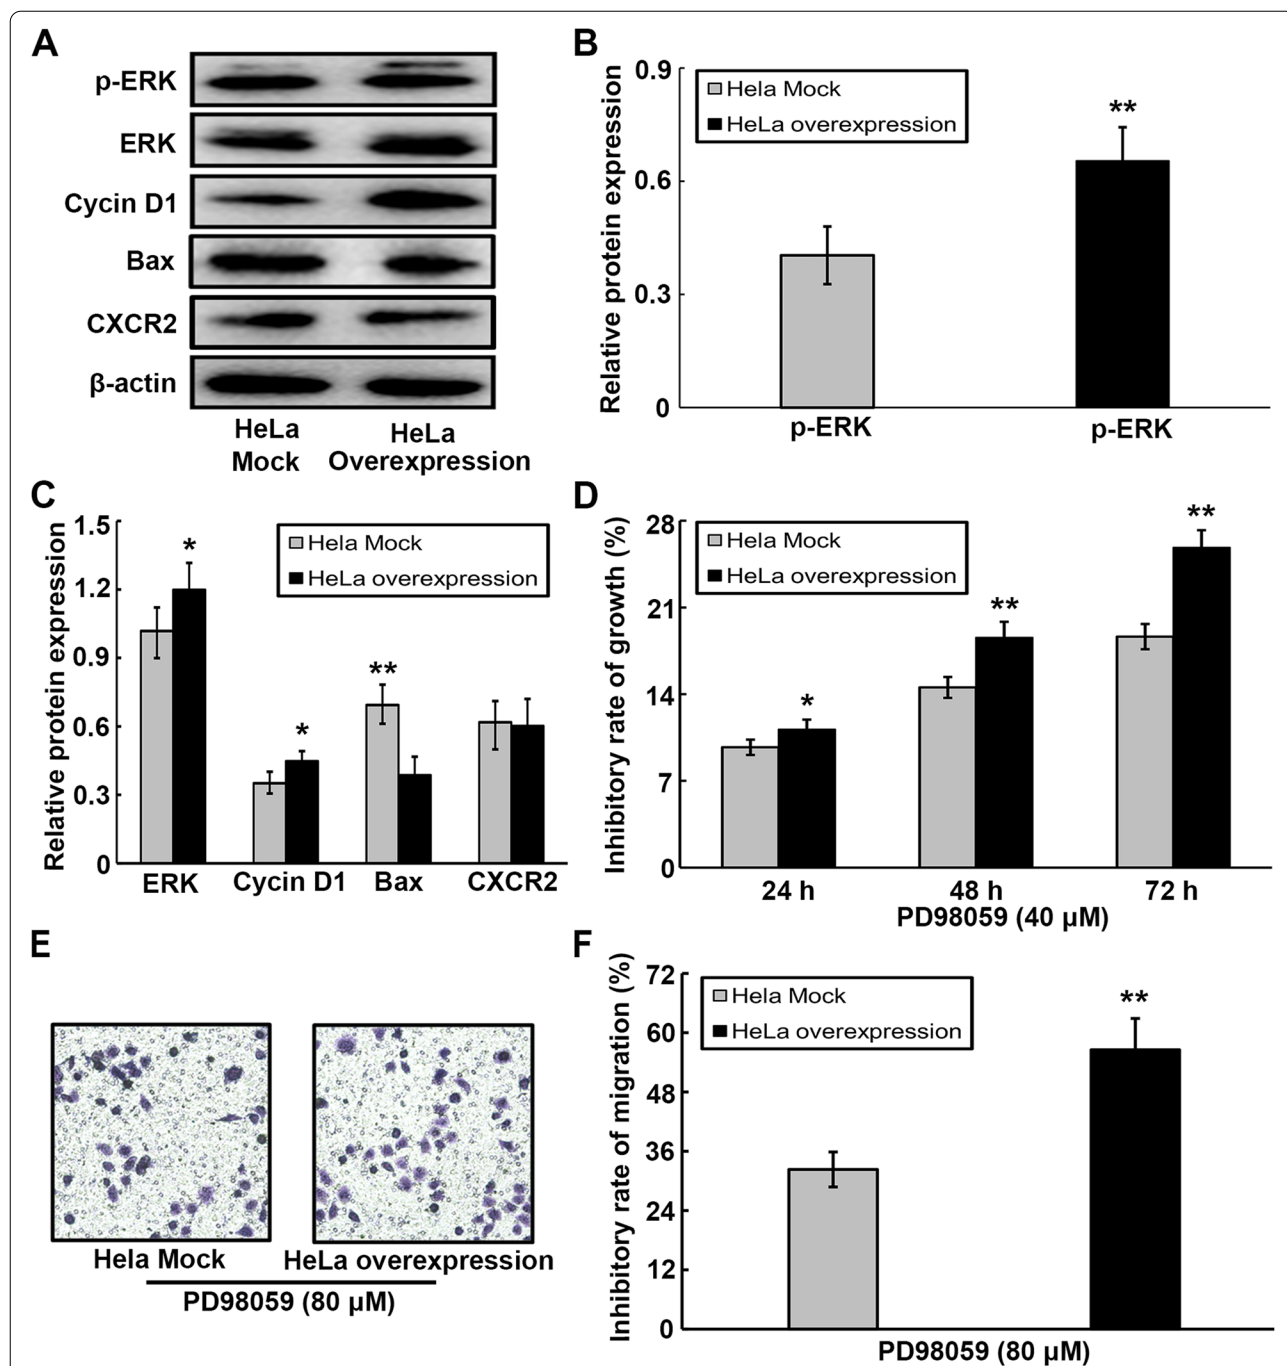 A
p-ERK
ERK
Cycin D1
Bax
CXCR2
β-actin
HeLa
Mock
HeLa
Overexpression
B
Relative protein expression
0.9
0.6
0.3
0
Hela Mock
HeLa overexpression
**
p-ERK
p-ERK
C
Relative protein expression
1.5
1.2
0.9
0.6
0.3
0
Hela Mock
HeLa overexpression
*
*
**
ERK
Cycin D1
Bax
CXCR2
D
Inhibitory rate of growth (%)
28
21
14
7
0
Hela Mock
HeLa overexpression
*
**
**
24 h
48 h
72 h
PD98059 (40 μM)
E
Hela Mock
HeLa overexpression
PD98059 (80 μM)
F
Inhibitory rate of migration (%)
72
60
48
36
24
12
0
Hela Mock
HeLa overexpression
**
PD98059 (80 μM)